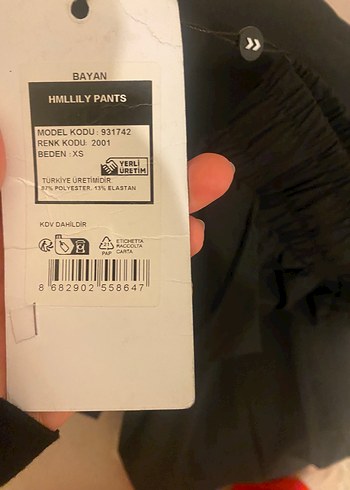 BAYAN
HMLLILY PANTS
MODEL KODU : 931742
RENK KODU: 2001
BEDEN : XS
YERLİ
ÜRETİM
TÜRKİYE ÜRETİMİDİR
87% POLYESTER, 13% ELASTAN
KDV DAHİLDİR
PAP
ETICHETTA
RACCOLTA
CARTA
8 682902 558647